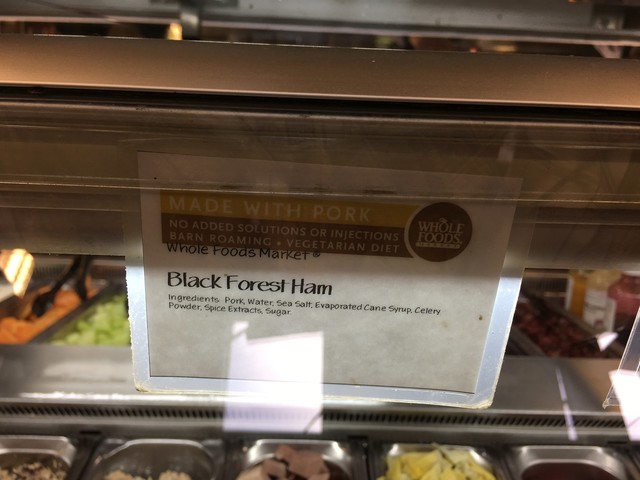 MADE WITH PORK
NO ADDED SOLUTIONS OR INJECTIONS
BARN ROAMING • VEGETARIAN DIET
WHOLE
FOODS
MARKET
Whole Foods Market®
Black Forest Ham
Ingredients: Pork, Water, Sea Salt, Evaporated Cane Syrup, Celery
Powder, Spice Extracts, Sugar